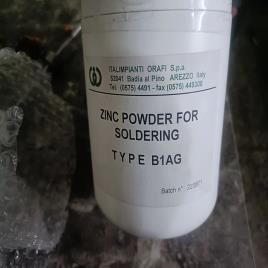 ITALIMPIANTI ORAFI S.p.a.
52041 Badia al Pino AREZZO Italy
Tel. (0575) 4491 - fax (0575) 449300
ZINC POWDER FOR
SOLDERING
TYPE B1AG
Batch n°